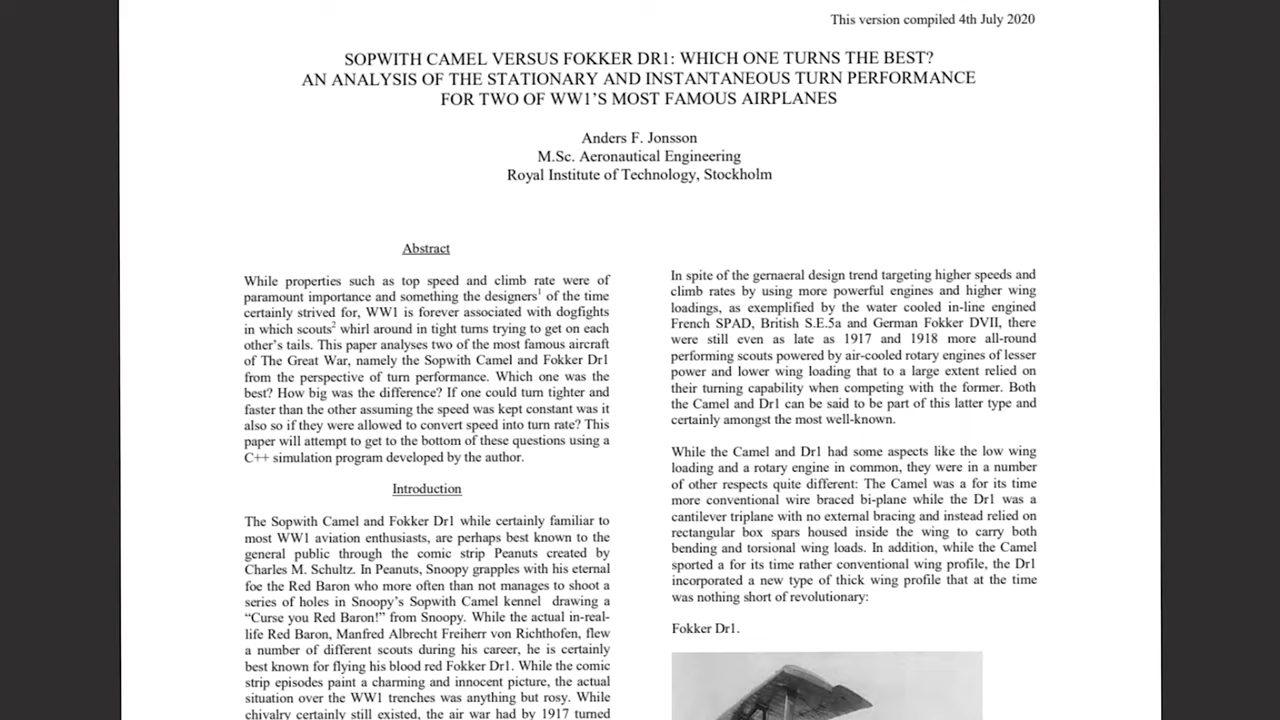 This version compiled 4th July 2020
SOPWITH CAMEL VERSUS FOKKER DR1: WHICH ONE TURNS THE BEST?
AN ANALYSIS OF THE STATIONARY AND INSTANTANEOUS TURN PERFORMANCE
FOR TWO OF WW1'S MOST FAMOUS AIRPLANES
Anders F. Jonsson
M.Sc. Aeronautical Engineering
Royal Institute of Technology, Stockholm
Abstract
While properties such as top speed and climb rate were of
paramount importance and something the designers¹ of the time
certainly strived for, WW1 is forever associated with dogfights
in which scouts² whirl around in tight turns trying to get on each
other's tails. This paper analyses two of the most famous aircraft
of The Great War, namely the Sopwith Camel and Fokker Dr1
from the perspective of turn performance. Which one was the
best? How big was the difference? If one could turn tighter and
faster than the other assuming the speed was kept constant was it
also so if they were allowed to convert speed into turn rate? This
paper will attempt to get to the bottom of these questions using a
C++ simulation program developed by the author.
Introduction
The Sopwith Camel and Fokker Dr1 while certainly familiar to
most WW1 aviation enthusiasts, are perhaps best known to the
general public through the comic strip Peanuts created by
Charles M. Schultz. In Peanuts, Snoopy grapples with his eternal
foe the Red Baron who more often than not manages to shoot a
series of holes in Snoopy's Sopwith Camel kennel drawing a
"Curse you Red Baron!" from Snoopy. While the actual in-real-
life Red Baron, Manfred Albrecht Freiherr von Richthofen, flew
a number of different scouts during his career, he is certainly
best known for flying his blood red Fokker Dr1. While the comic
strip episodes paint a charming and innocent picture, the actual
situation over the WW1 trenches was anything but rosy. While
chivalry certainly still existed, the air war had by 1917 turned
In spite of the gernaeral design trend targeting higher speeds and
climb rates by using more powerful engines and higher wing
loadings, as exemplified by the water cooled in-line engined
French SPAD, British S.E.5a and German Fokker DVII, there
were still even as late as 1917 and 1918 more all-round
performing scouts powered by air-cooled rotary engines of lesser
power and lower wing loading that to a large extent relied on
their turning capability when competing with the former. Both
the Camel and Dr1 can be said to be part of this latter type and
certainly amongst the most well-known.
While the Camel and Dr1 had some aspects like the low wing
loading and a rotary engine in common, they were in a number
of other respects quite different: The Camel was a for its time
more conventional wire braced bi-plane while the Dr1 was a
cantilever triplane with no external bracing and instead relied on
rectangular box spars housed inside the wing to carry both
bending and torsional wing loads. In addition, while the Camel
sported a for its time rather conventional wing profile, the Dr1
incorporated a new type of thick wing profile that at the time
was nothing short of revolutionary:
Fokker Dr1.